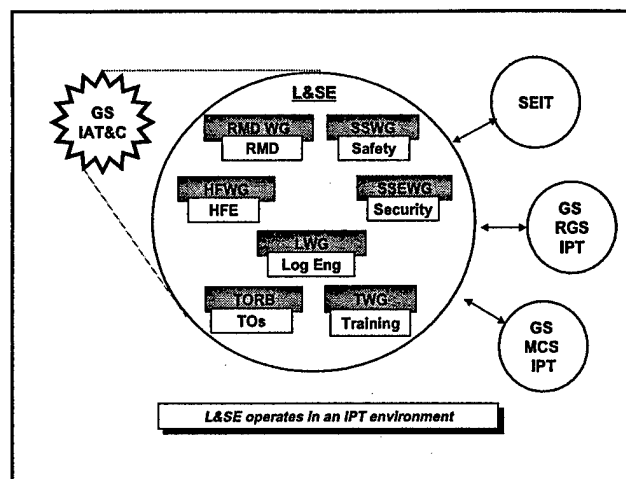 L&SE
GS
IAT&C
SEIT
RMD WG
RMD
SSWG
Safety
HFWG
HFE
SSEWG
Security
GS
RGS
IPT
LWG
Log Eng
TORB
TOs
TWG
Training
GS
MCS
IPT
L&SE operates in an IPT environment